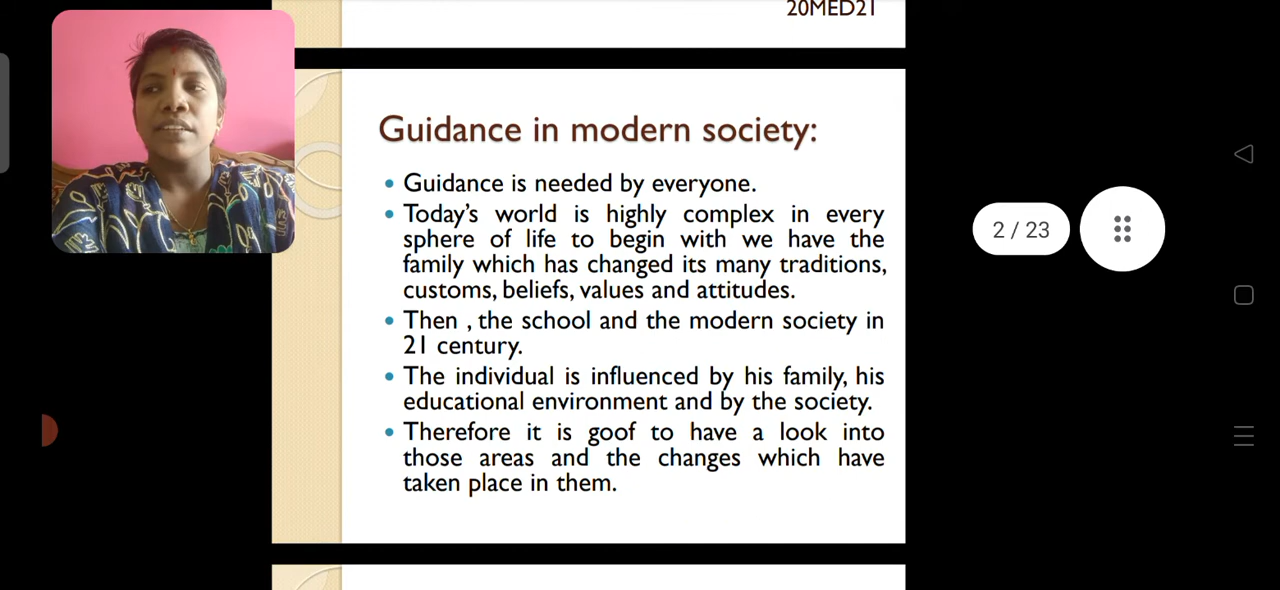 20MED21
Guidance in modern society:
• Guidance is needed by everyone.
• Today's world is highly complex in every
sphere of life to begin with we have the
family which has changed its many traditions,
customs, beliefs, values and attitudes.
• Then , the school and the modern society in
21 century.
• The individual is influenced by his family, his
educational environment and by the society.
• Therefore it is goof to have a look into
those areas and the changes which have
taken place in them.
2 / 23